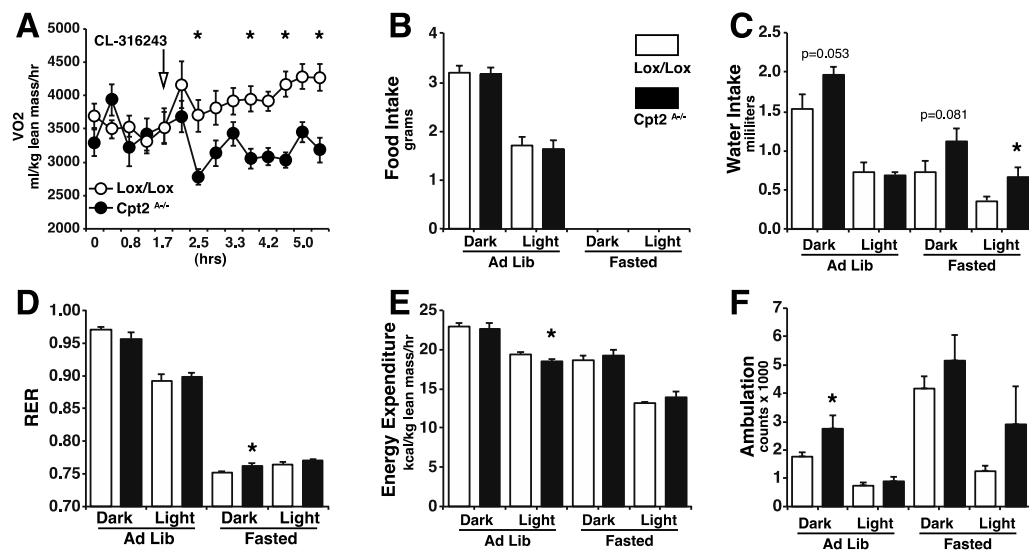 A
CL-316243
* * * *
5000
4500
4000
3500
3000
2500
2000
VO2
ml/kg lean mass/hr
Lox/Lox
Cpt2 A-/-
0 0.8 1.7 2.5 3.3 4.2 5.0
(hrs)
B
4
3
2
1
0
Food Intake
grams
Lox/Lox
Cpt2 A-/-
Dark Light Dark Light
Ad Lib Fasted
C
2.5
2.0
1.5
1.0
0.5
0.0
Water Intake
milliliters
p=0.053
p=0.081
*
Dark Light Dark Light
Ad Lib Fasted
D
1.00
0.95
0.90
0.85
0.80
0.75
0.70
RER
*
Dark Light Dark Light
Ad Lib Fasted
E
25
20
15
10
5
0
Energy Expenditure
kcal/kg lean mass/hr
*
Dark Light Dark Light
Ad Lib Fasted
F
7
6
5
4
3
2
1
0
Ambulation
counts x 1000
*
Dark Light Dark Light
Ad Lib Fasted